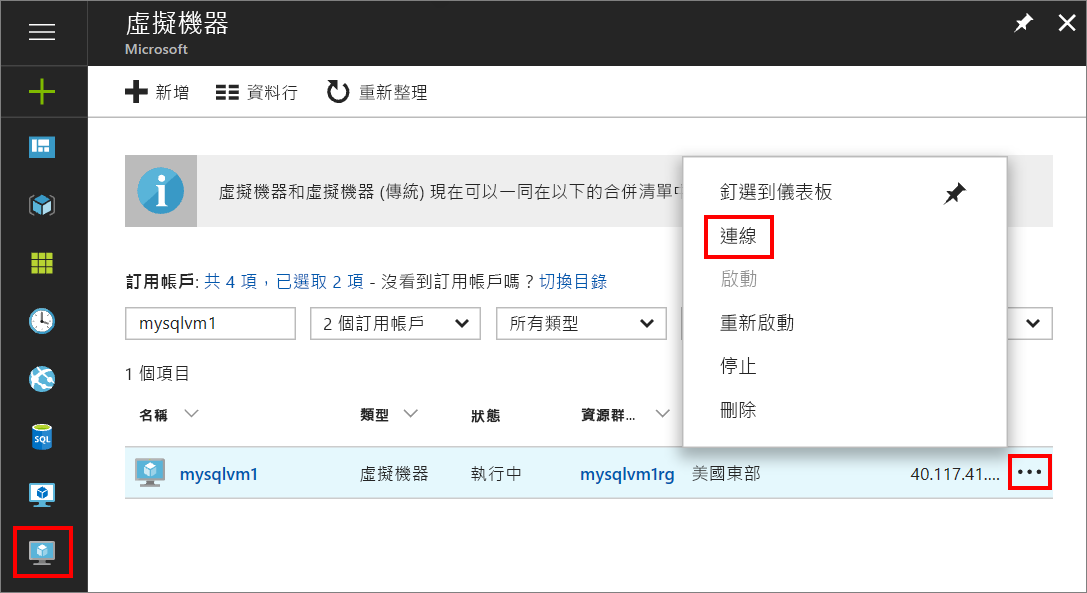 虛擬機器
Microsoft
新增 資料行 重新整理
虛擬機器和虛擬機器 (傳統) 現在可以一同在以下的合併清單中
釘選到儀表板
連線
啟動
重新啟動
停止
刪除
訂用帳戶: 共 4 項，已選取 2 項 - 沒看到訂用帳戶嗎？切換目錄
mysqlvm1 2 個訂用帳戶 所有類型
1 個項目
名稱 類型 狀態 資源群...
SQL
mysqlvm1 虛擬機器 執行中 mysqlvm1rg 美國東部 40.117.41.... •••